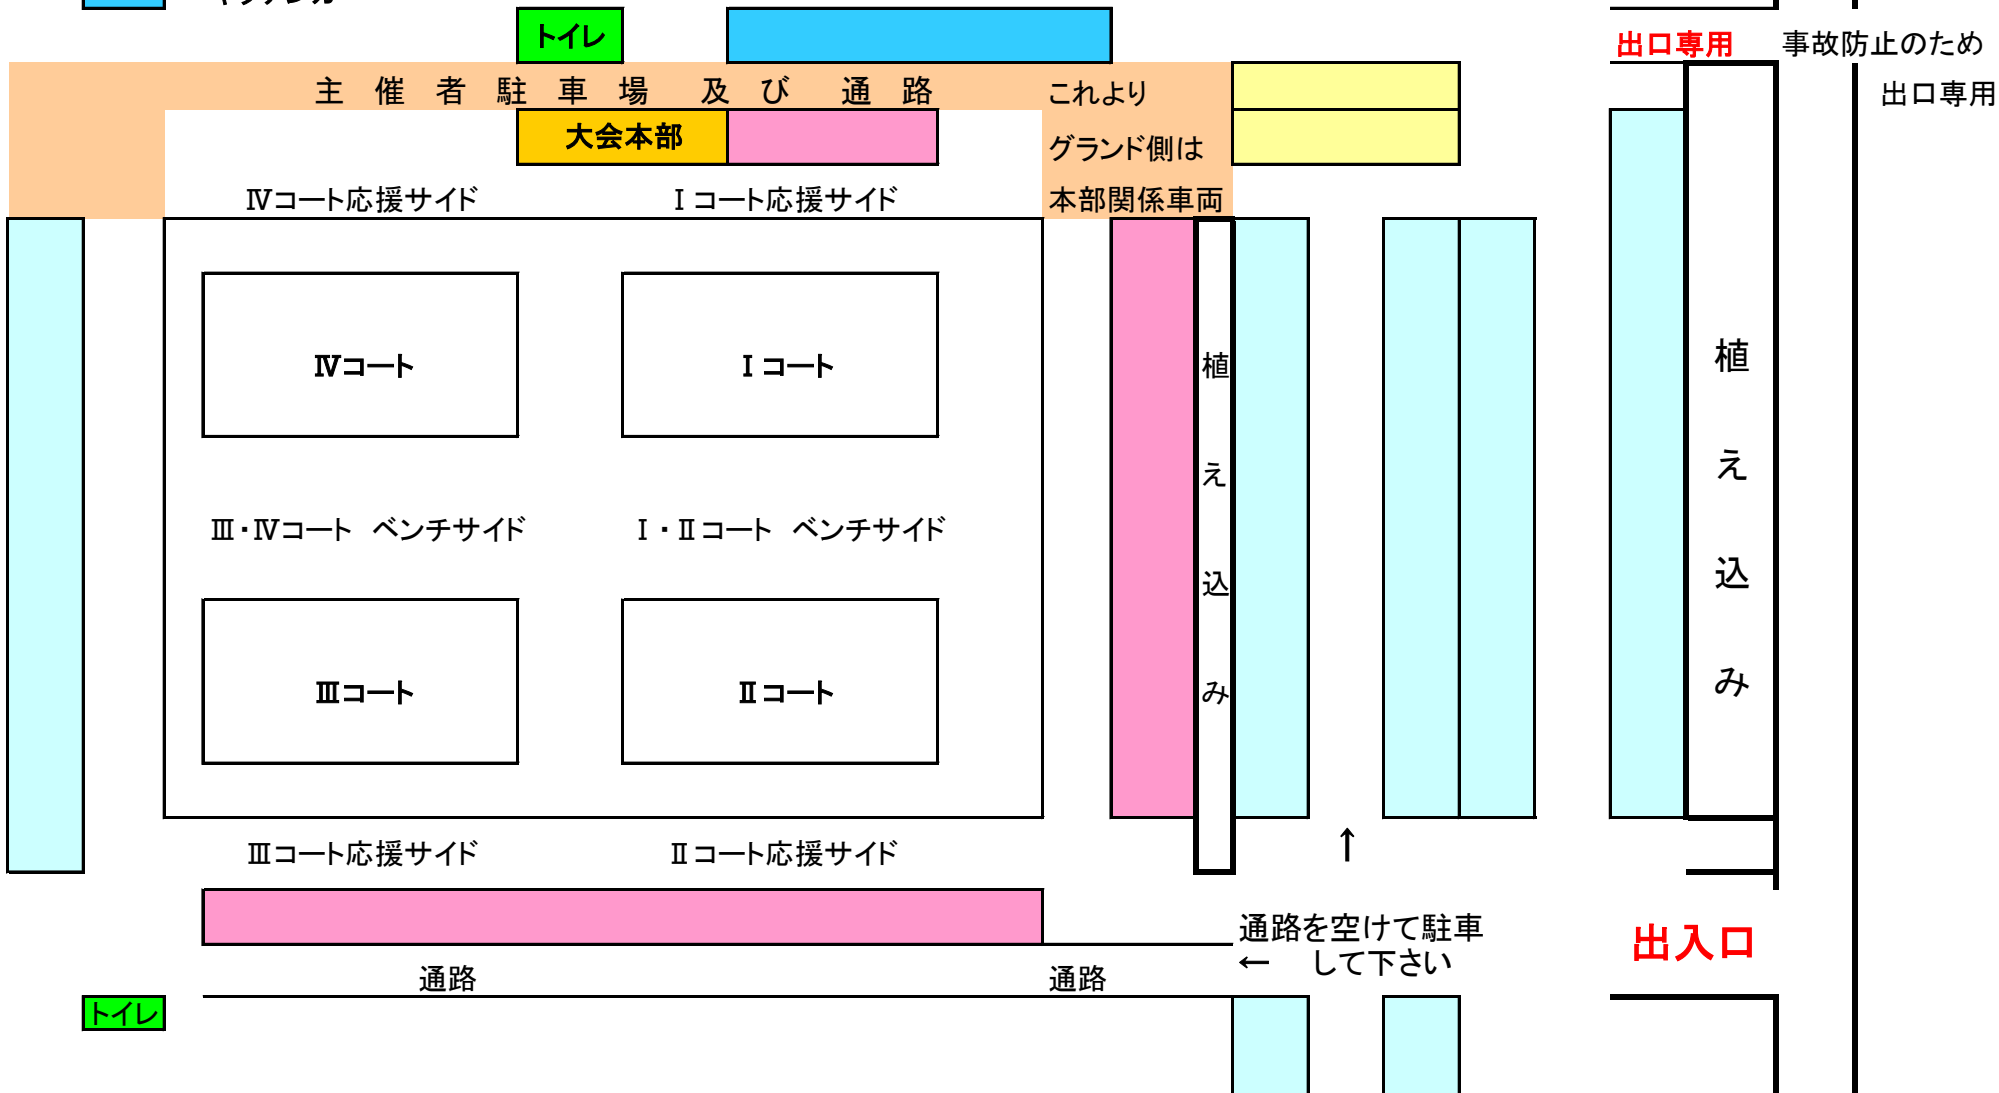 トイレ
出口専用
事故防止のため
出口専用
主催者駐車場 及び 通路
これより
グランド側は
本部関係車両
大会本部
Ⅳコート応援サイド
Ⅰコート応援サイド
Ⅳコート
Ⅰコート
Ⅲ・Ⅳコート ベンチサイド
Ⅰ・Ⅱコート ベンチサイド
Ⅲコート
Ⅱコート
植え込み
植え込み
↑
Ⅲコート応援サイド
Ⅱコート応援サイド
通路を空けて駐車
← して下さい
出入口
通路
通路
トイレ